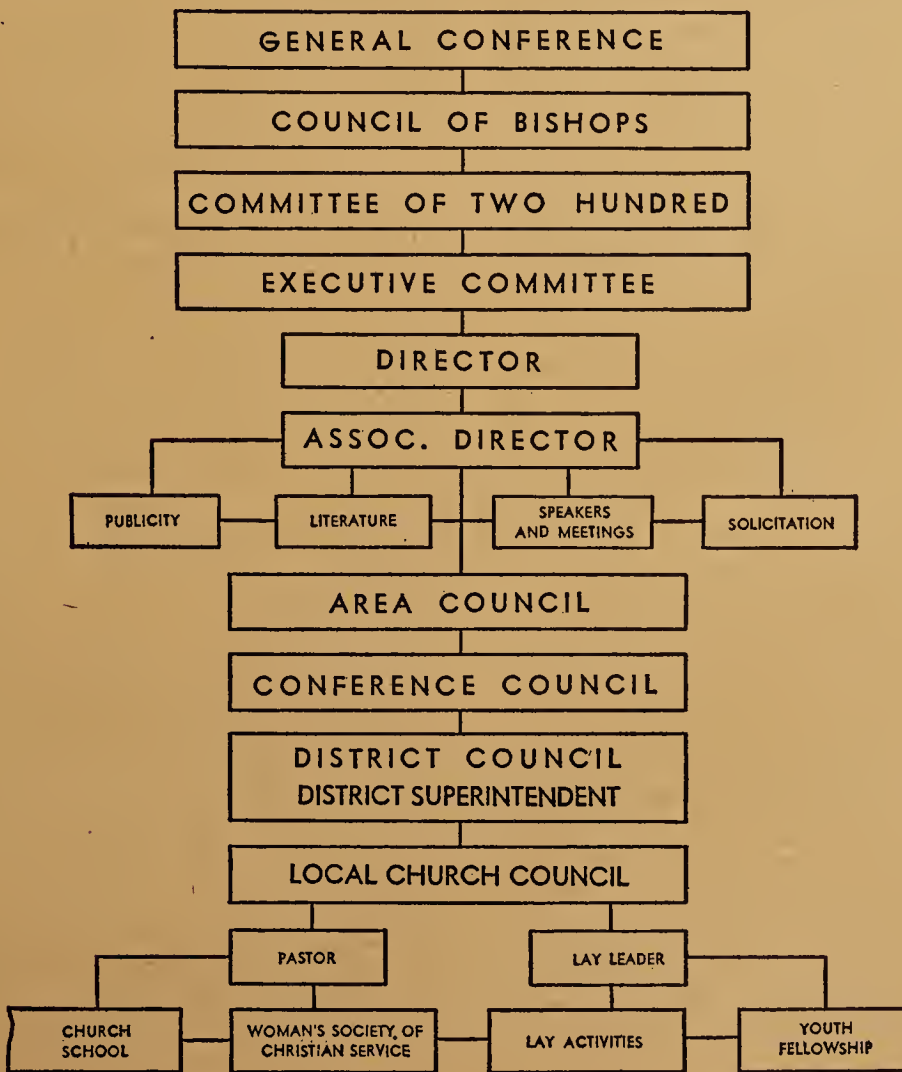 GENERAL CONFERENCE
COUNCIL OF BISHOPS
COMMITTEE OF TWO HUNDRED
EXECUTIVE COMMITTEE
DIRECTOR
ASSOC. DIRECTOR
PUBLICITY
LITERATURE
SPEAKERS
AND MEETINGS
SOLICITATION
AREA COUNCIL
CONFERENCE COUNCIL
DISTRICT COUNCIL
DISTRICT SUPERINTENDENT
LOCAL CHURCH COUNCIL
PASTOR
LAY LEADER
CHURCH
SCHOOL
WOMAN'S SOCIETY OF
CHRISTIAN SERVICE
LAY ACTIVITIES
YOUTH
FELLOWSHIP